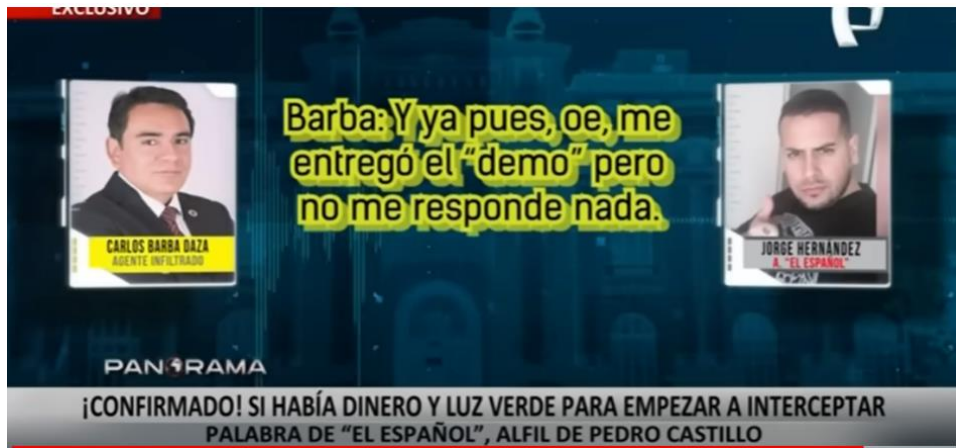 EXCLUSIVO
Barba: Y ya pues, oe, me
entregó el "demo" pero
no me responde nada.
CARLOS BARBA DAZA
AGENTE INFILTRADO
JORGE HERNÁNDEZ
A. "EL ESPAÑOL"
PANORAMA
¡CONFIRMADO! SI HABÍA DINERO Y LUZ VERDE PARA EMPEZAR A INTERCEPTAR
PALABRA DE "EL ESPAÑOL", ALFIL DE PEDRO CASTILLO